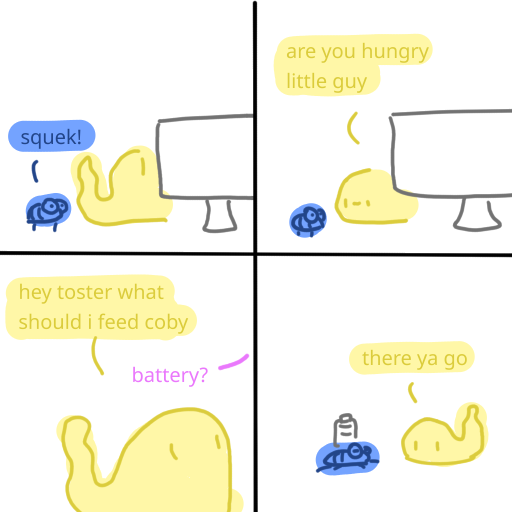 squek!
are you hungry
little guy
hey toster what
should i feed coby
battery?
there ya go